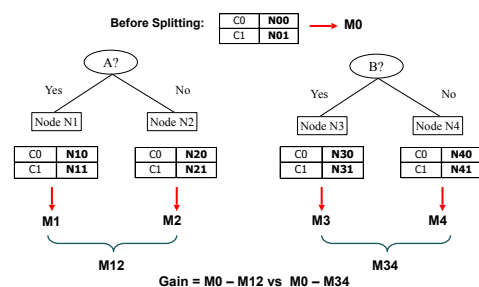 Before Splitting:
C0 N00
C1 N01
M0
A?
B?
Yes
No
Yes
No
Node N1
Node N2
Node N3
Node N4
C0 N10
C1 N11
C0 N20
C1 N21
C0 N30
C1 N31
C0 N40
C1 N41
M1
M2
M3
M4
M12
M34
Gain = M0 – M12 vs M0 – M34